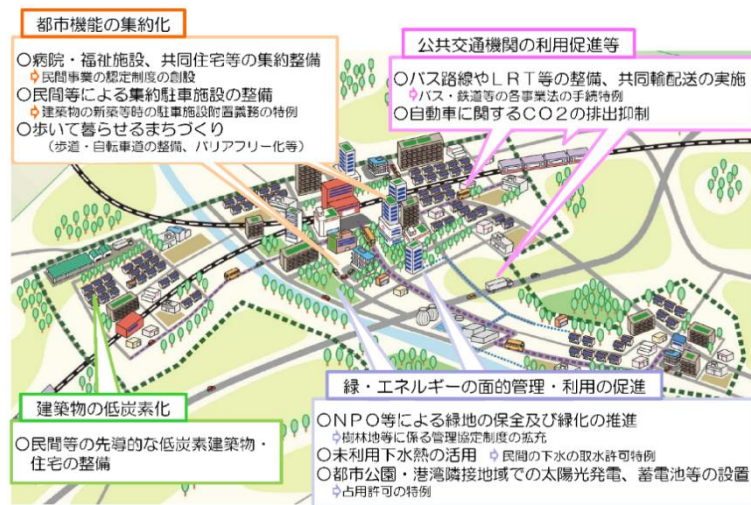 都市機能の集約化
○病院・福祉施設、共同住宅等の集約整備
⇨民間事業の認定制度の創設
○民間等による集約駐車施設の整備
⇨建築物の新築等時の駐車施設附置義務の特例
○歩いて暮らせるまちづくり
(歩道・自転車道の整備、バリアフリー化等)
公共交通機関の利用促進等
○バス路線やLRT等の整備、共同輸配送の実施
⇨バス・鉄道等の各事業法の手続特例
○自動車に関するCO2の排出抑制
建築物の低炭素化
○民間等の先導的な低炭素建築物・
住宅の整備
緑・エネルギーの面的管理・利用の促進
○NPO等による緑地の保全及び緑化の推進
⇨樹林地等に係る管理協定制度の拡充
○未利用下水熱の活用 ⇨民間の下水の取水許可特例
○都市公園・港湾隣接地域での太陽光発電、蓄電池等の設置
⇨占用許可の特例